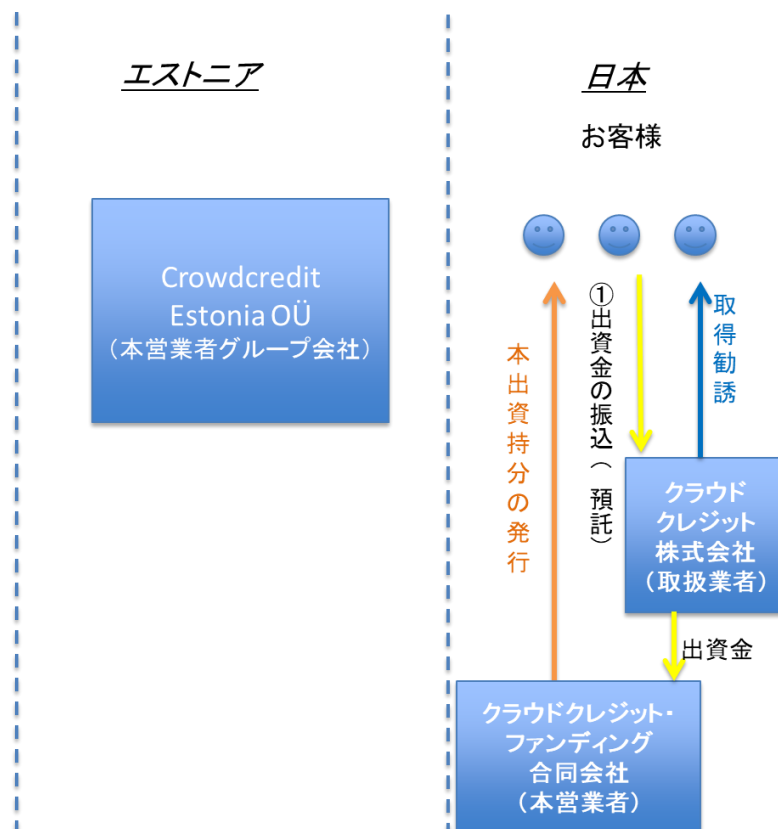 エストニア
日本
お客様
Crowdcredit
Estonia OÜ
（本営業者グループ会社）
本出資持分の発行
①出資金の振込（預託）
取得勧誘
クラウド
クレジット
株式会社
（取扱業者）
出資金
クラウドクレジット・
ファンディング
合同会社
（本営業者）